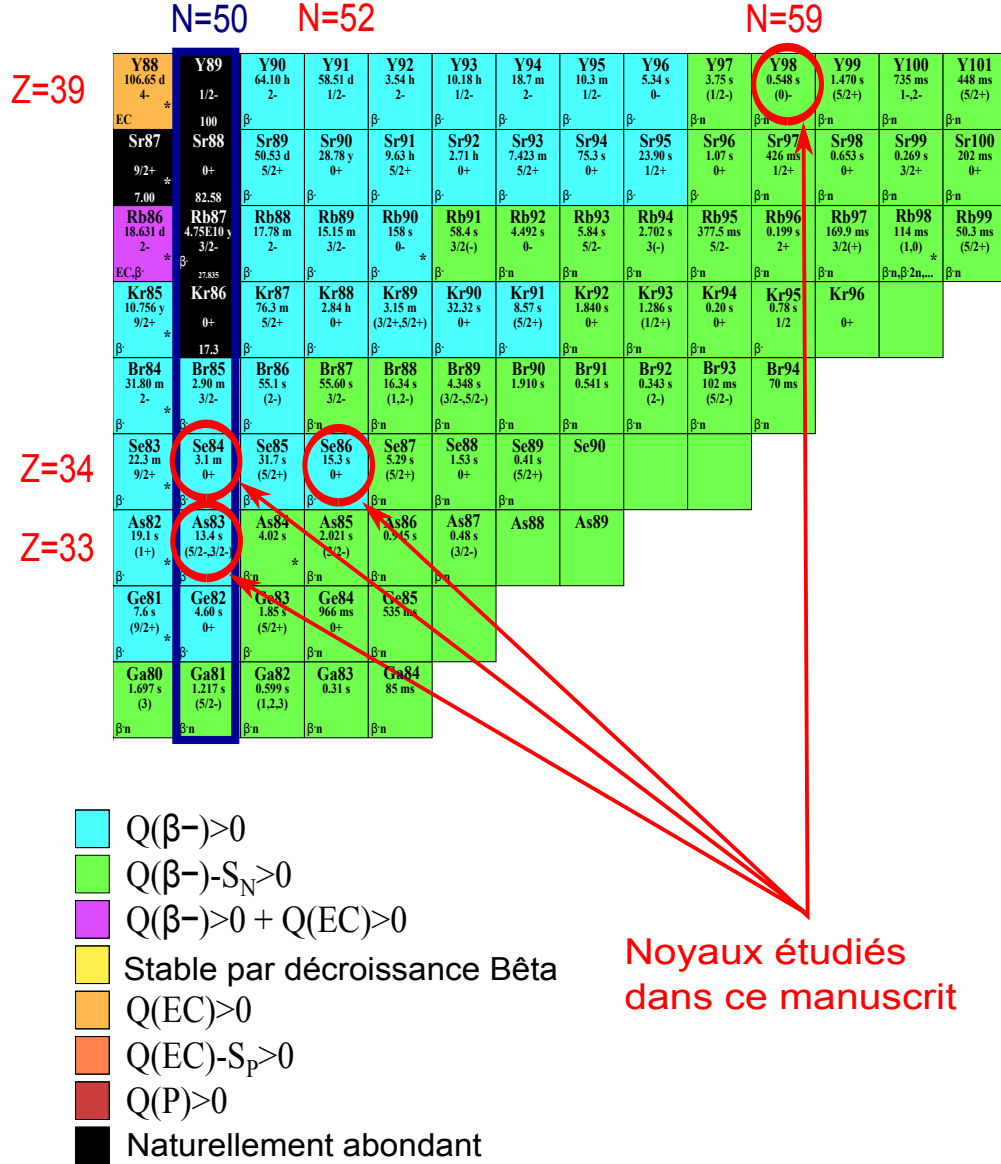 N=50 N=52 N=59
Z=39
Y88 Y89 Y90 Y91 Y92 Y93 Y94 Y95 Y96 Y97 Y98 Y99 Y100 Y101
106.65 d 64.10 h 58.51 d 3.54 h 10.18 h 18.7 m 10.3 m 5.34 s 3.75 s 0.548 s 1.470 s 735 ms 448 ms
4- 1/2- 2- 1/2- 2- 1/2- 2- 1/2- 0- (1/2-) (0)- (5/2+) 1-,2- (5/2+)
*
EC 100 β- β- β- β- β- β- β- β-n β-n β-n β-n β-n
Sr87 Sr88 Sr89 Sr90 Sr91 Sr92 Sr93 Sr94 Sr95 Sr96 Sr97 Sr98 Sr99 Sr100
50.53 d 28.78 y 9.63 h 2.71 h 7.423 m 75.3 s 23.90 s 1.07 s 426 ms 0.653 s 0.269 s 202 ms
9/2+ 0+ 5/2+ 0+ 5/2+ 0+ 5/2+ 0+ 1/2+ 0+ 1/2+ 0+ 3/2+ 0+
*
7.00 82.58 β- β- β- β- β- β- β- β- β-n β-n β-n β-n
Rb86 Rb87 Rb88 Rb89 Rb90 Rb91 Rb92 Rb93 Rb94 Rb95 Rb96 Rb97 Rb98 Rb99
18.631 d 4.75E10 y 17.78 m 15.15 m 158 s 58.4 s 4.492 s 5.84 s 2.702 s 377.5 ms 0.199 s 169.9 ms 114 ms 50.3 ms
2- 3/2- 2- 3/2- 0- 3/2(-) 0- 5/2- 3(-) 5/2- 2+ 3/2(+) (1,0) (5/2+)
* β- * *
EC,β- 27.835 β- β- β- β- β-n β-n β-n β-n β-n β-n β-n,β-2n,... β-n
Kr85 Kr86 Kr87 Kr88 Kr89 Kr90 Kr91 Kr92 Kr93 Kr94 Kr95 Kr96
10.756 y 76.3 m 2.84 h 3.15 m 32.32 s 8.57 s 1.840 s 1.286 s 0.20 s 0.78 s
9/2+ 0+ 5/2+ 0+ (3/2+,5/2+) 0+ (5/2+) 0+ (1/2+) 0+ 1/2 0+
*
β- 17.3 β- β- β- β- β- β-n β-n β-n β-
Br84 Br85 Br86 Br87 Br88 Br89 Br90 Br91 Br92 Br93 Br94
31.80 m 2.90 m 55.1 s 55.60 s 16.34 s 4.348 s 1.910 s 0.541 s 0.343 s 102 ms 70 ms
2- 3/2- (2-) 3/2- (1,2-) (3/2-,5/2-) (2-) (5/2-)
*
β- β- β- β-n β-n β-n β-n β-n β-n β-n β-n
Z=34
Se83 Se84 Se85 Se86 Se87 Se88 Se89 Se90
22.3 m 3.1 m 31.7 s 15.3 s 5.29 s 1.53 s 0.41 s
9/2+ 0+ (5/2+) 0+ (5/2+) 0+ (5/2+)
*
β- β- β- β- β-n β-n β-n
Z=33
As82 As83 As84 As85 As86 As87 As88 As89
19.1 s 13.4 s 4.02 s 2.021 s 0.945 s 0.48 s
(1+) (5/2-,3/2-) (3/2-) (3/2-)
* *
β- β- β-n β-n β-n β-n
Ge81 Ge82 Ge83 Ge84 Ge85
7.6 s 4.60 s 1.85 s 966 ms 535 ms
(9/2+) 0+ (5/2+) 0+
*
β- β- β-n β-n β-n
Ga80 Ga81 Ga82 Ga83 Ga84
1.697 s 1.217 s 0.599 s 0.31 s 85 ms
(3) (5/2-) (1,2,3)
β-n β-n β-n β-n β-n
Q(β−)>0
Q(β−)-S_N>0
Q(β−)>0 + Q(EC)>0
Stable par décroissance Bêta
Q(EC)>0
Q(EC)-S_P>0
Q(P)>0
Naturellement abondant
Noyaux étudiés
dans ce manuscrit